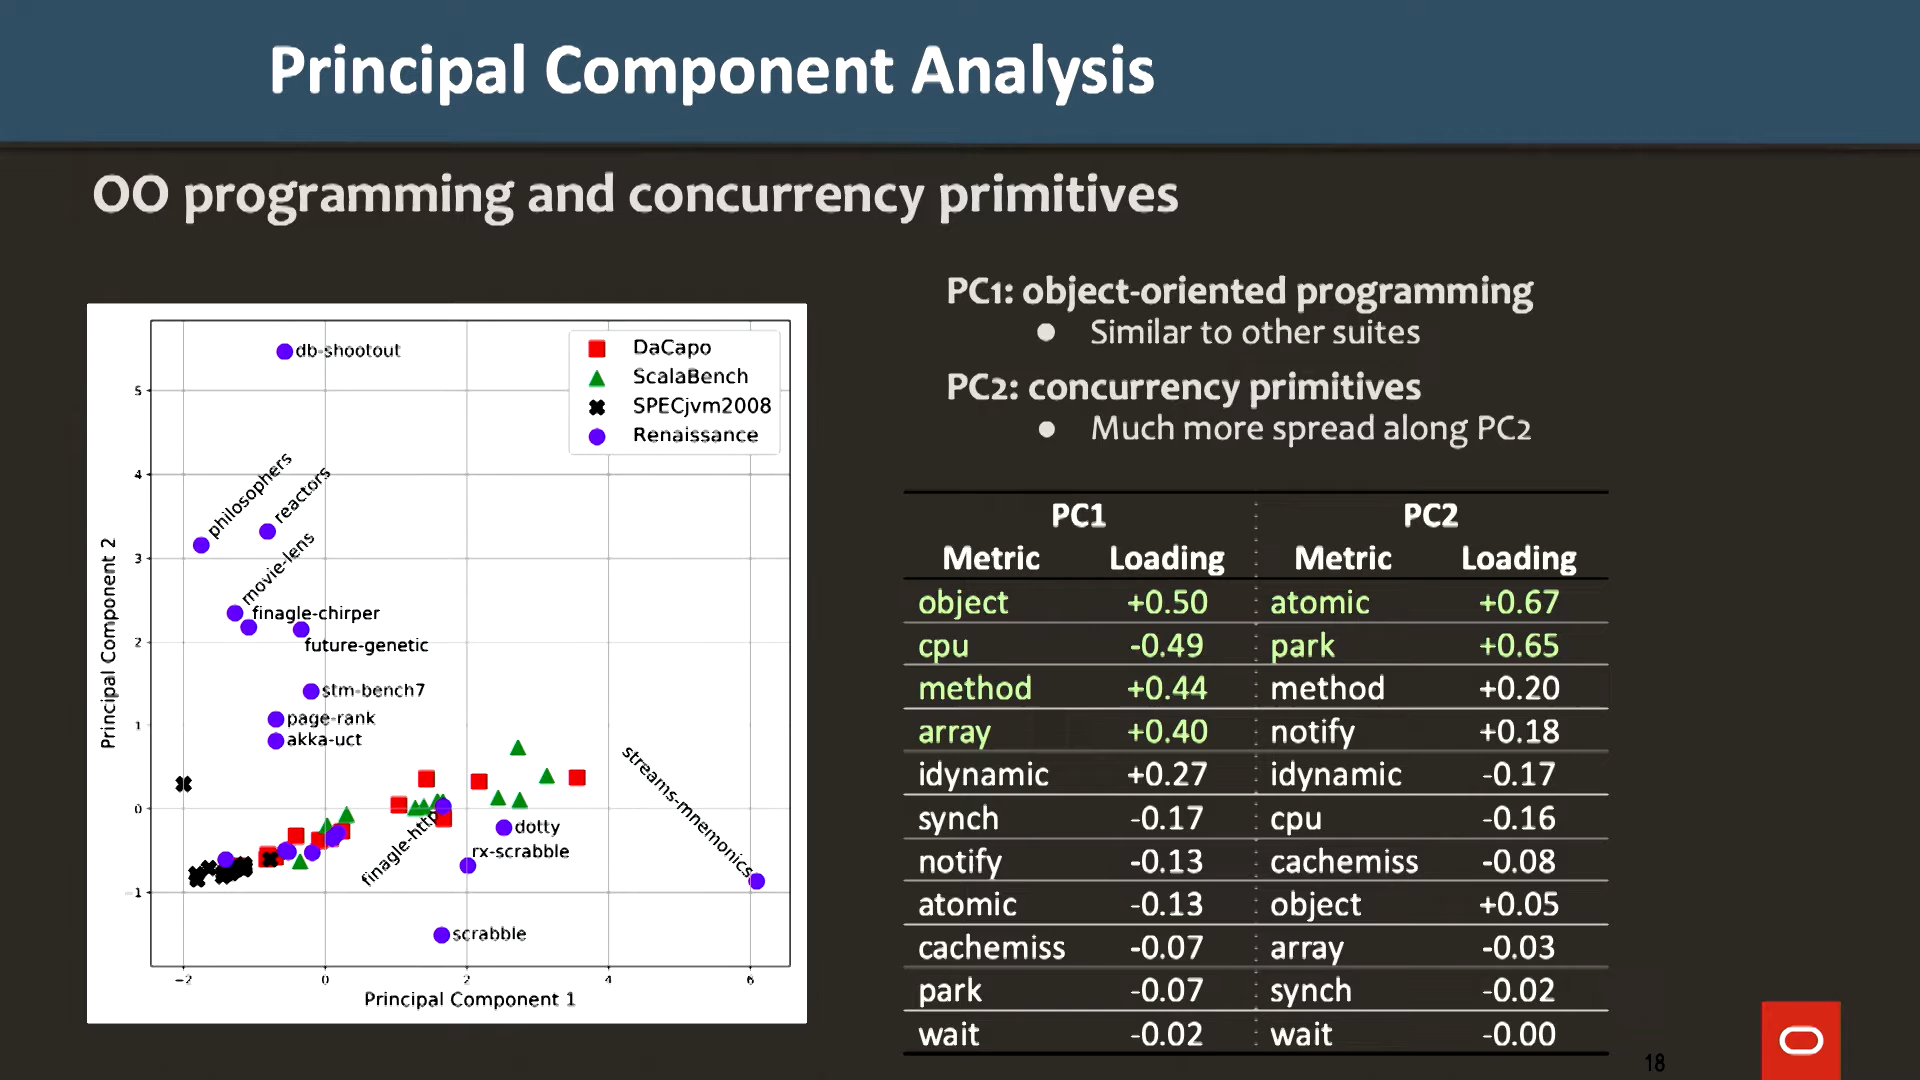 Principal Component Analysis
OO programming and concurrency primitives
PC1: object-oriented programming
● Similar to other suites
PC2: concurrency primitives
● Much more spread along PC2
db-shootout
DaCapo
ScalaBench
SPECjvm2008
Renaissance
philosophers
reactors
movie-lens
finagle-chirper
future-genetic
stm-bench7
page-rank
akka-uct
streams-mnemonics
finagle-http
dotty
rx-scrabble
scrabble
5
4
3
2
1
0
-1
-2 0 2 4 6
Principal Component 2
Principal Component 1
PC1 PC2
Metric Loading Metric Loading
object +0.50 atomic +0.67
cpu -0.49 park +0.65
method +0.44 method +0.20
array +0.40 notify +0.18
idynamic +0.27 idynamic -0.17
synch -0.17 cpu -0.16
notify -0.13 cachemiss -0.08
atomic -0.13 object +0.05
cachemiss -0.07 array -0.03
park -0.07 synch -0.02
wait -0.02 wait -0.00
18